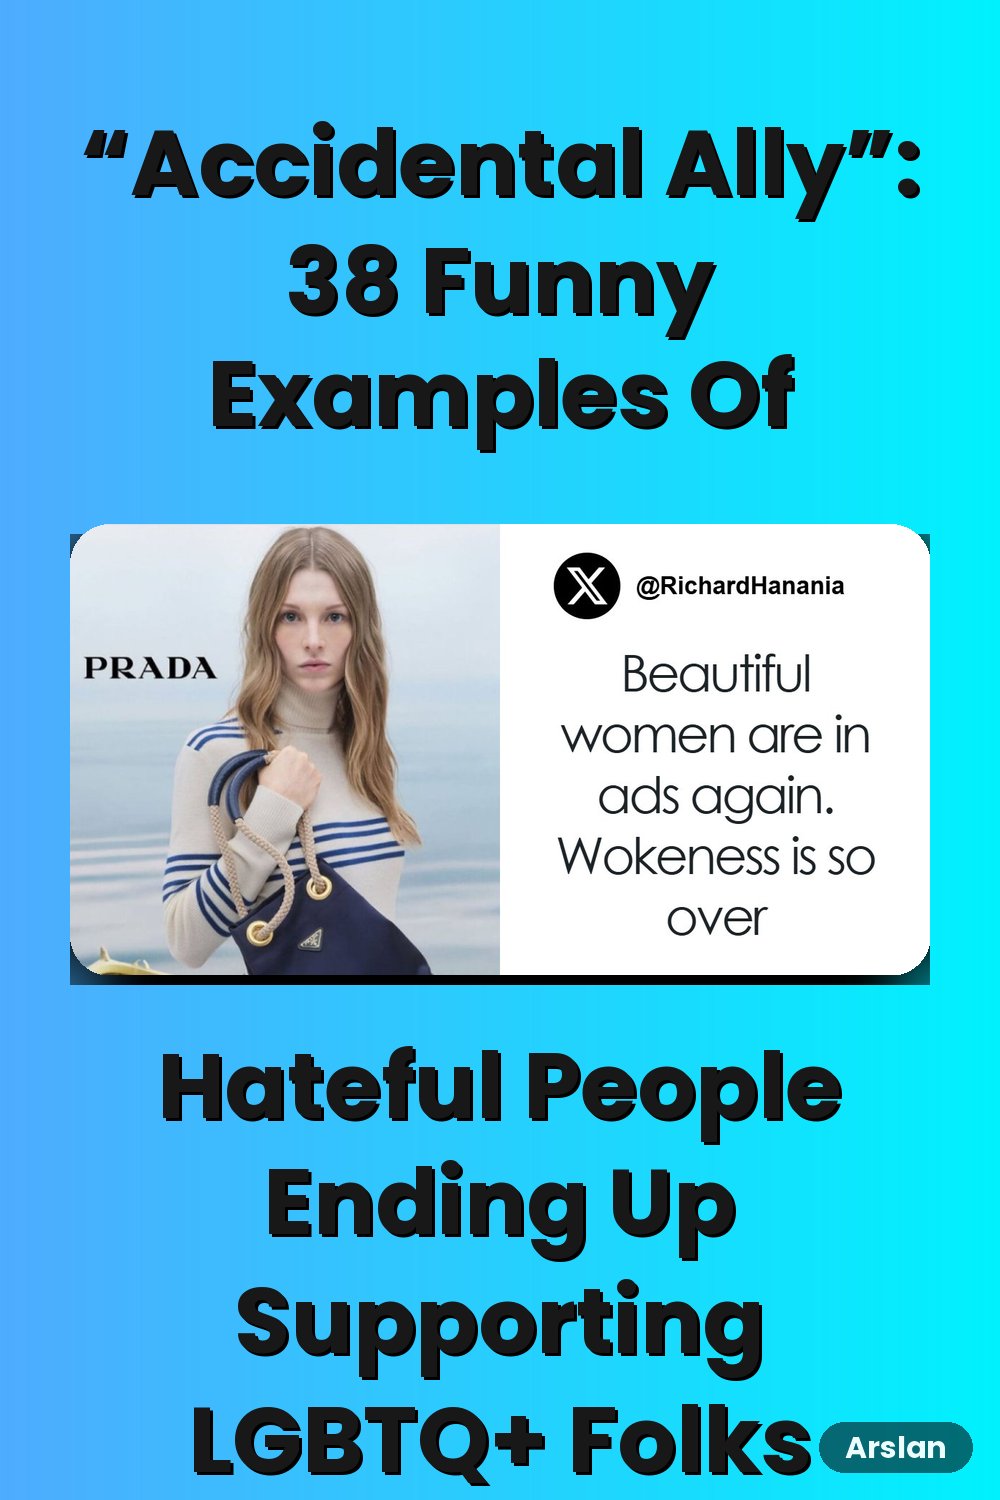 “Accidental Ally”:
38 Funny
Examples Of
PRADA
@RichardHanania
Beautiful
women are in
ads again.
Wokeness is so
over
Hateful People
Ending Up
Supporting
LGBTQ+ Folks
Arslan